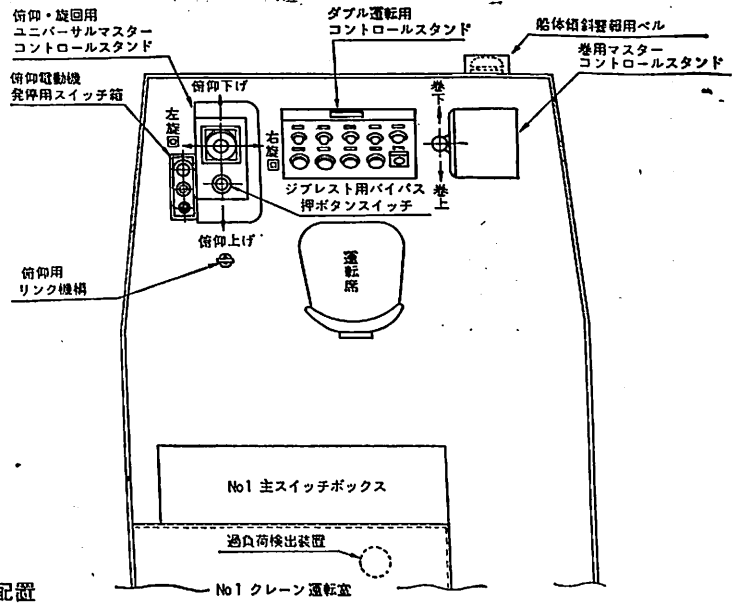 俯仰・旋回用
ユニバーサルマスター
コントロールスタンド
ダブル運転用
コントロールスタンド
船体傾斜警報用ベル
巻用マスター
コントロールスタンド
俯仰電動機
発停用スイッチ箱
俯仰下げ
左旋回
右旋回
巻下
巻上
ジブレスト用バイパス
押ボタンスイッチ
俯仰上げ
俯仰用
リンク機構
運転席
No1 主スイッチボックス
過負荷検出装置
No1 クレーン運転室
配置